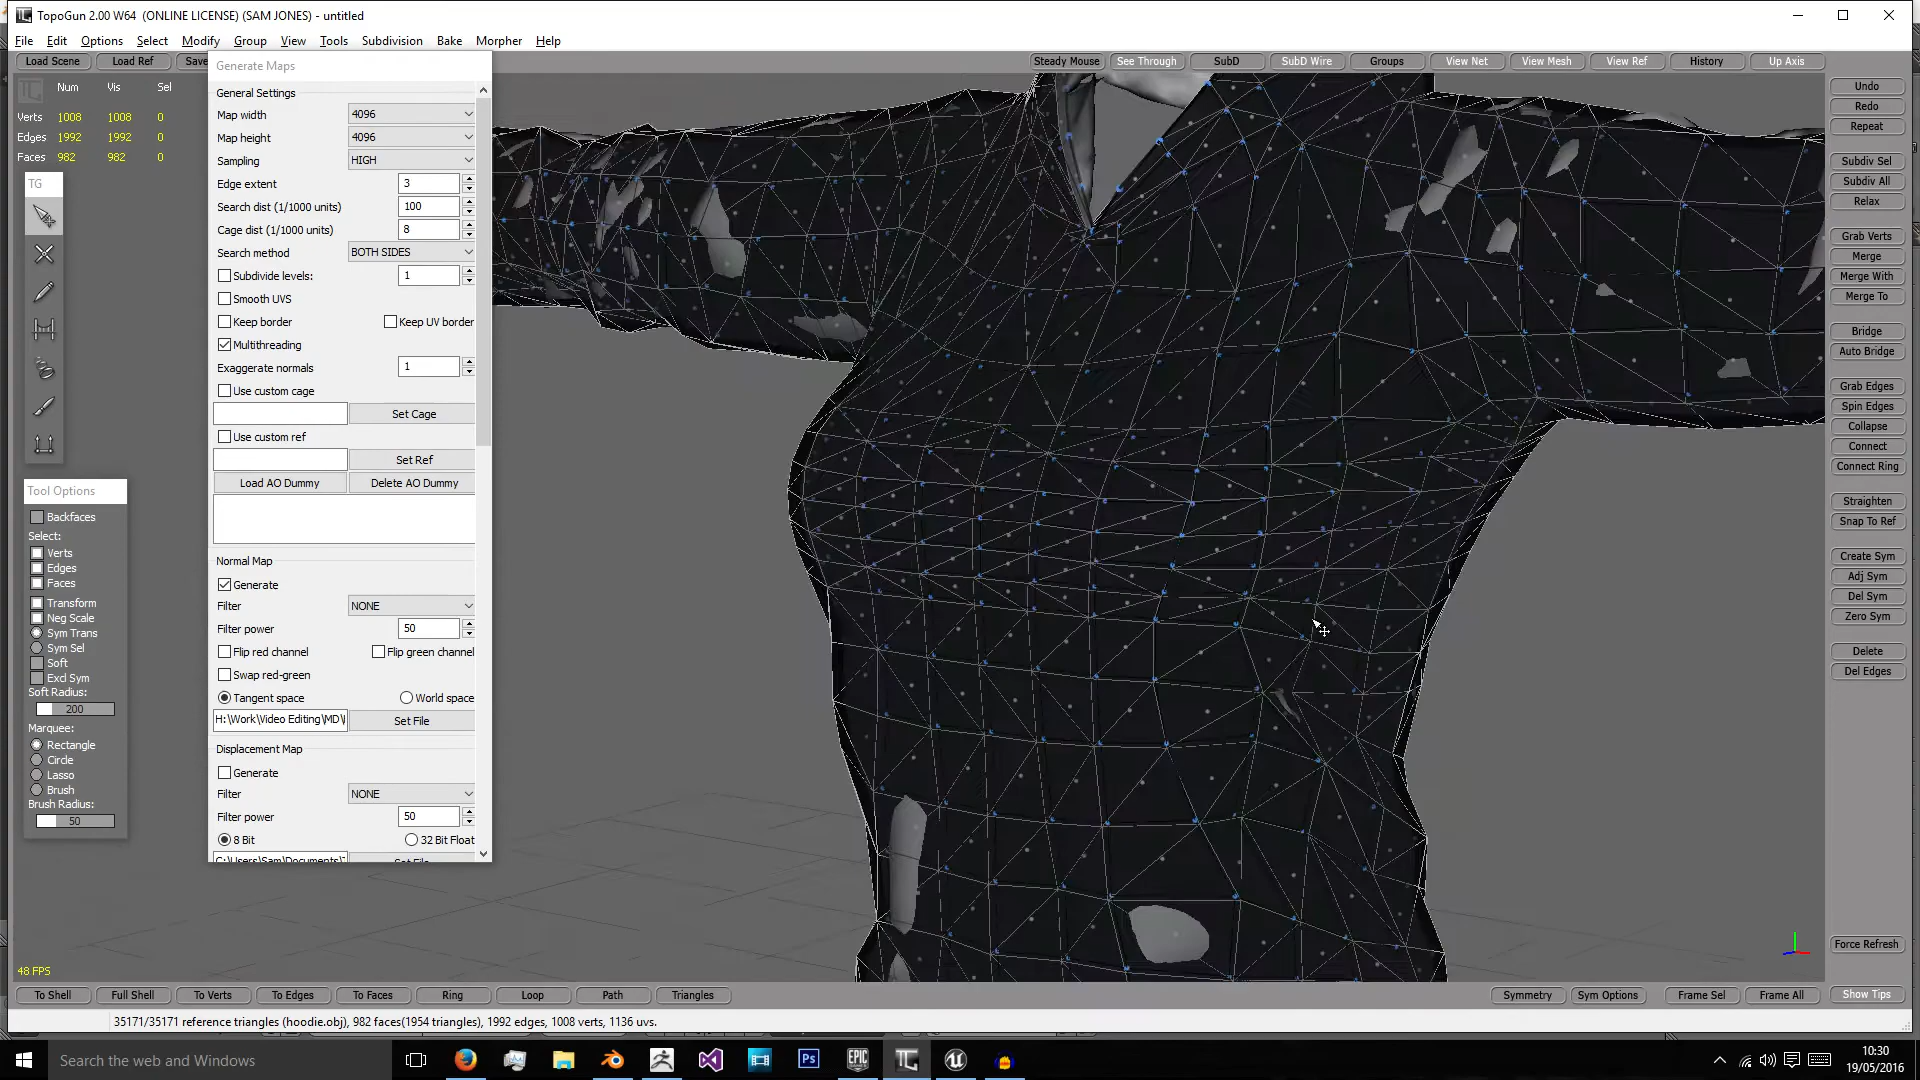 TopoGun 2.00 W64 (ONLINE LICENSE) (SAM JONES) - untitled
File Edit Options Select Modify Group View Tools Subdivision Bake Morpher Help
Load Scene Load Ref Save
Steady Mouse See Through SubD SubD Wire Groups View Net View Mesh View Ref History Up Axis
Num Vis Sel
Verts 1008 1008 0
Edges 1992 1992 0
Faces 982 982 0
TG
Tool Options
Backfaces
Select:
Verts
Edges
Faces
Transform
Neg Scale
Sym Trans
Sym Sel
Soft
Excl Sym
Soft Radius:
200
Marquee:
Rectangle
Circle
Lasso
Brush
Brush Radius:
50
48 FPS
Generate Maps
General Settings
Map width 4096
Map height 4096
Sampling HIGH
Edge extent 3
Search dist (1/1000 units) 100
Cage dist (1/1000 units) 8
Search method BOTH SIDES
Subdivide levels: 1
Smooth UVS
Keep border Keep UV border
Multithreading
Exaggerate normals 1
Use custom cage
Set Cage
Use custom ref
Set Ref
Load AO Dummy Delete AO Dummy
Normal Map
Generate
Filter NONE
Filter power 50
Flip red channel Flip green channel
Swap red-green
Tangent space World space
H:\Work\Video Editing\MD\ Set File
Displacement Map
Generate
Filter NONE
Filter power 50
8 Bit 32 Bit Float
C:\Users\Sam\Documents\ Set File
Undo
Redo
Repeat
Subdiv Sel
Subdiv All
Relax
Grab Verts
Merge
Merge With
Merge To
Bridge
Auto Bridge
Grab Edges
Spin Edges
Collapse
Connect
Connect Ring
Straighten
Snap To Ref
Create Sym
Adj Sym
Del Sym
Zero Sym
Delete
Del Edges
Force Refresh
Show Tips
To Shell Full Shell To Verts To Edges To Faces Ring Loop Path Triangles Symmetry Sym Options Frame Sel Frame All
35171/35171 reference triangles (hoodie.obj), 982 faces(1954 triangles), 1992 edges, 1008 verts, 1136 uvs.
Search the web and Windows
Ps
EPIC
GAMES
10:30
19/05/2016